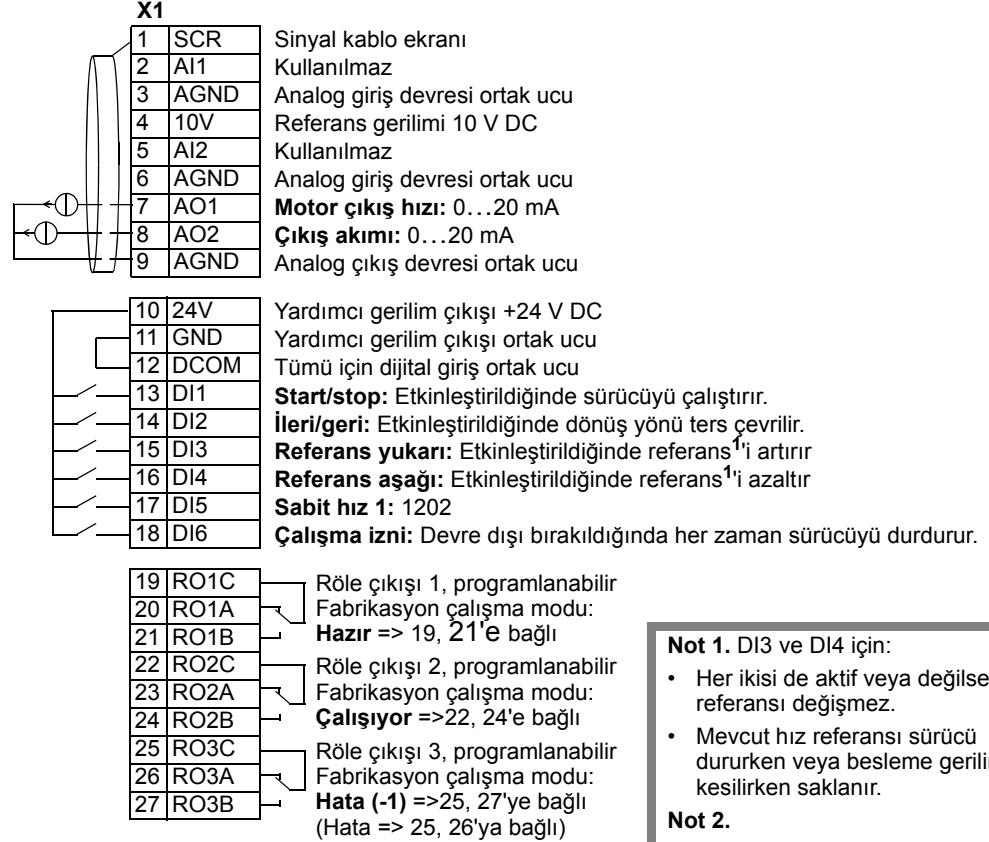 X1
1 SCR Sinyal kablo ekranı
2 AI1 Kullanılmaz
3 AGND Analog giriş devresi ortak ucu
4 10V Referans gerilimi 10 V DC
5 AI2 Kullanılmaz
6 AGND Analog giriş devresi ortak ucu
7 AO1 Motor çıkış hızı: 0…20 mA
8 AO2 Çıkış akımı: 0…20 mA
9 AGND Analog çıkış devresi ortak ucu
10 24V Yardımcı gerilim çıkışı +24 V DC
11 GND Yardımcı gerilim çıkışı ortak ucu
12 DCOM Tümü için dijital giriş ortak ucu
13 DI1 Start/stop: Etkinleştirildiğinde sürücüyü çalıştırır.
14 DI2 İleri/geri: Etkinleştirildiğinde dönüş yönü ters çevrilir.
15 DI3 Referans yukarı: Etkinleştirildiğinde referans1'i artırır
16 DI4 Referans aşağı: Etkinleştirildiğinde referans1'i azaltır
17 DI5 Sabit hız 1: 1202
18 DI6 Çalışma izni: Devre dışı bırakıldığında her zaman sürücüyü durdurur.
19 RO1C Röle çıkışı 1, programlanabilir
20 RO1A Fabrikasyon çalışma modu:
21 RO1B Hazır => 19, 21'e bağlı
22 RO2C Röle çıkışı 2, programlanabilir
23 RO2A Fabrikasyon çalışma modu:
24 RO2B Çalışıyor =>22, 24'e bağlı
25 RO3C Röle çıkışı 3, programlanabilir
26 RO3A Fabrikasyon çalışma modu:
27 RO3B Hata (-1) =>25, 27'ye bağlı
(Hata => 25, 26'ya bağlı)
Not 1. DI3 ve DI4 için:
• Her ikisi de aktif veya değilse
referansı değişmez.
• Mevcut hız referansı sürücü
dururken veya besleme
kesilirken saklanır.
Not 2.